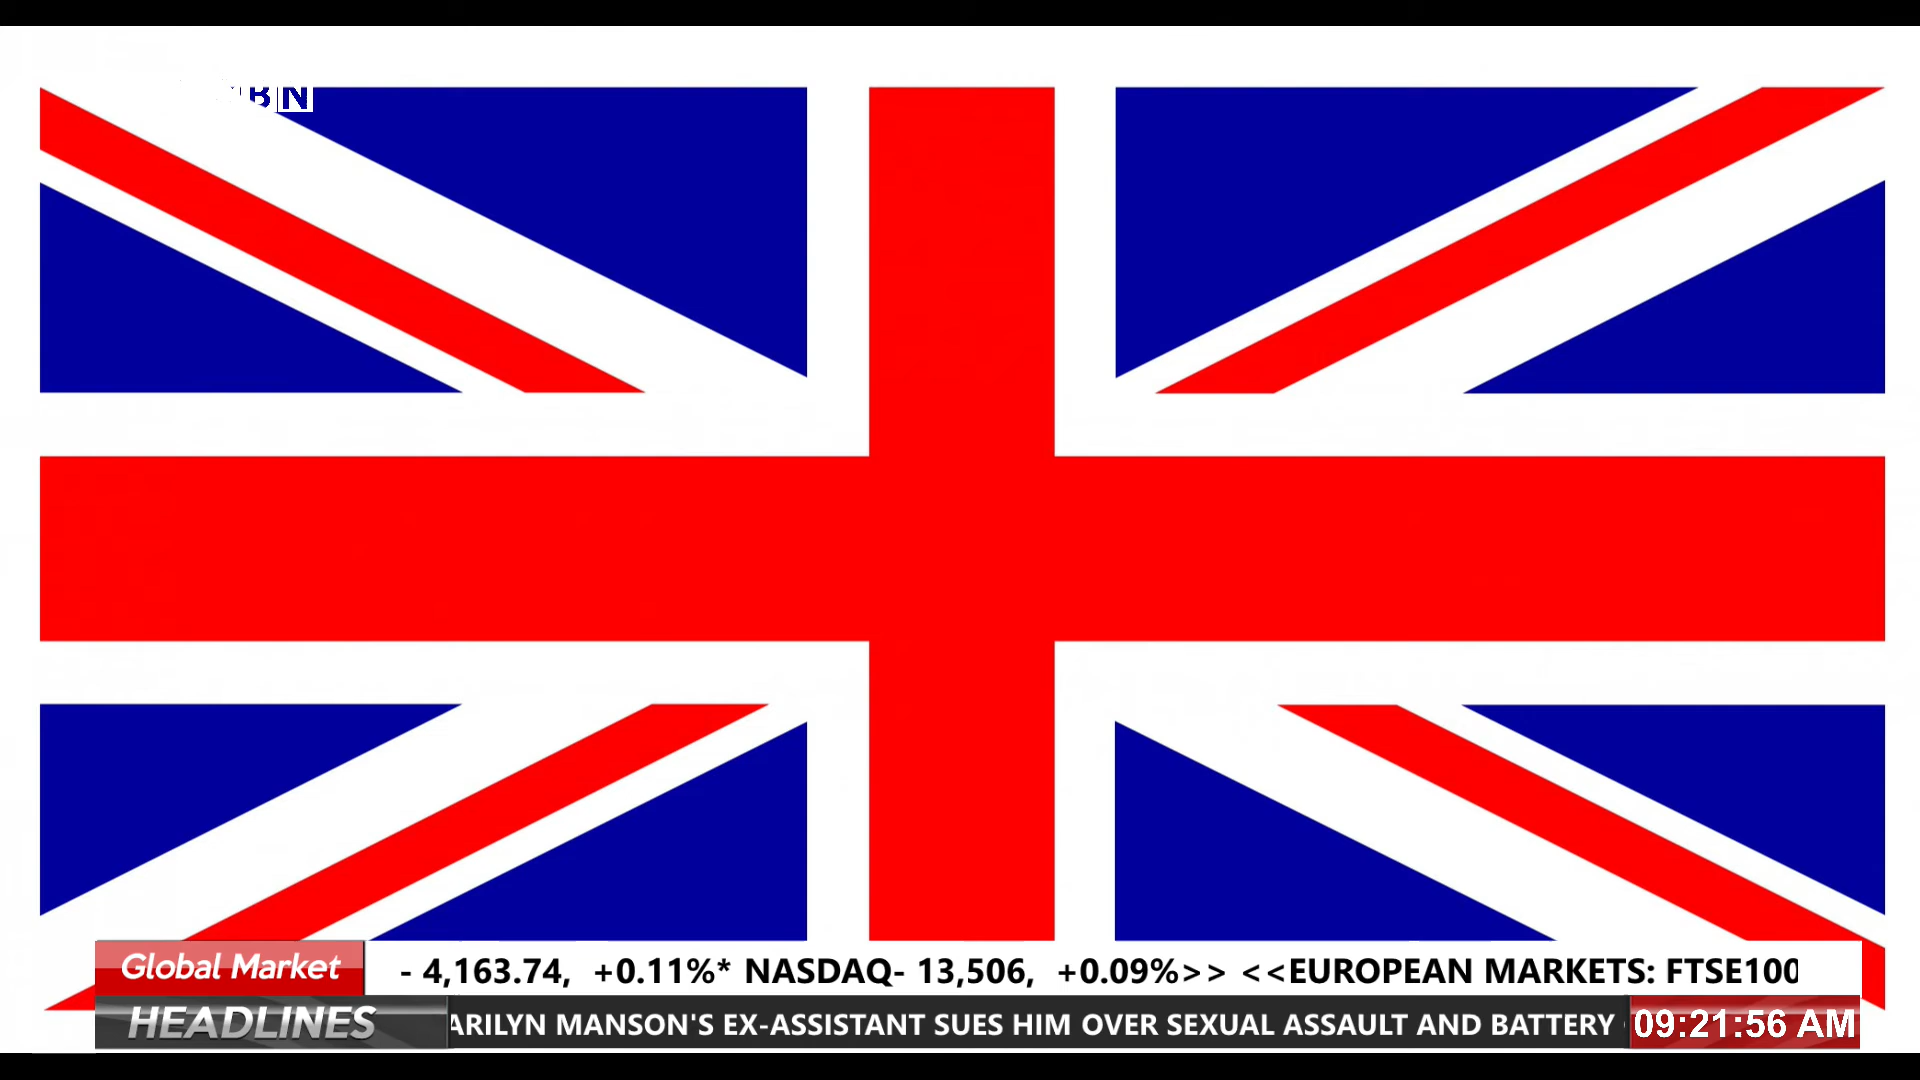 BN
Global Market
- 4,163.74, +0.11%* NASDAQ- 13,506, +0.09%>> <<EUROPEAN MARKETS: FTSE100
HEADLINES
ARILYN MANSON'S EX-ASSISTANT SUES HIM OVER SEXUAL ASSAULT AND BATTERY
09:21:56 AM